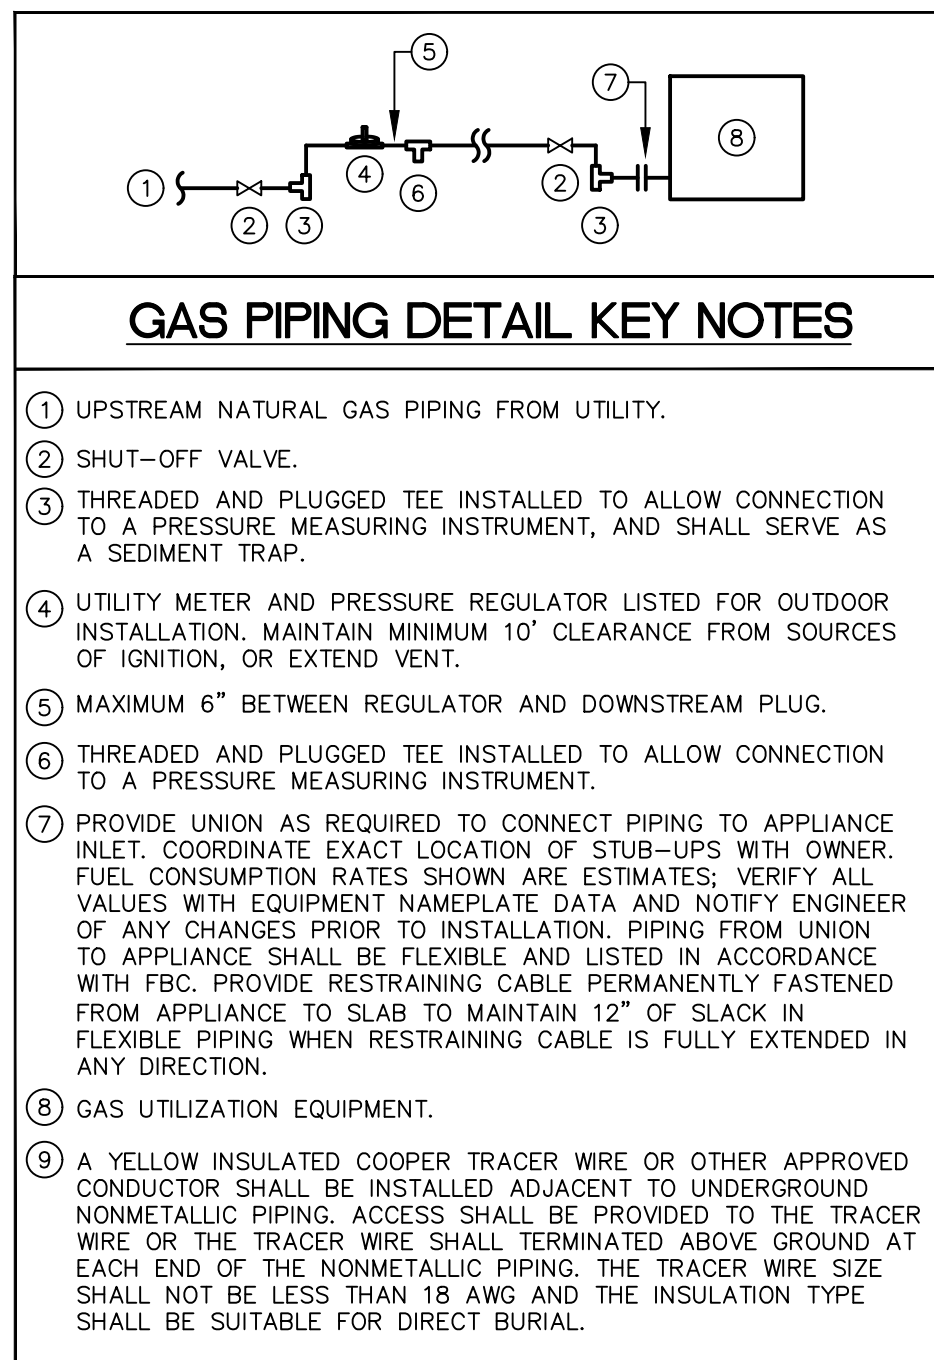 5
7
8
1
4
6
2
2
3
3
GAS PIPING DETAIL KEY NOTES
1 UPSTREAM NATURAL GAS PIPING FROM UTILITY.
2 SHUT-OFF VALVE.
3 THREADED AND PLUGGED TEE INSTALLED TO ALLOW CONNECTION
TO A PRESSURE MEASURING INSTRUMENT, AND SHALL SERVE AS
A SEDIMENT TRAP.
4 UTILITY METER AND PRESSURE REGULATOR LISTED FOR OUTDOOR
INSTALLATION. MAINTAIN MINIMUM 10' CLEARANCE FROM SOURCES
OF IGNITION, OR EXTEND VENT.
5 MAXIMUM 6" BETWEEN REGULATOR AND DOWNSTREAM PLUG.
6 THREADED AND PLUGGED TEE INSTALLED TO ALLOW CONNECTION
TO A PRESSURE MEASURING INSTRUMENT.
7 PROVIDE UNION AS REQUIRED TO CONNECT PIPING TO APPLIANCE
INLET. COORDINATE EXACT LOCATION OF STUB-UPS WITH OWNER.
FUEL CONSUMPTION RATES SHOWN ARE ESTIMATES; VERIFY ALL
VALUES WITH EQUIPMENT NAMEPLATE DATA AND NOTIFY ENGINEER
OF ANY CHANGES PRIOR TO INSTALLATION. PIPING FROM UNION
TO APPLIANCE SHALL BE FLEXIBLE AND LISTED IN ACCORDANCE
WITH FBC. PROVIDE RESTRAINING CABLE PERMANENTLY FASTENED
FROM APPLIANCE TO SLAB TO MAINTAIN 12" OF SLACK IN
FLEXIBLE PIPING WHEN RESTRAINING CABLE IS FULLY EXTENDED IN
ANY DIRECTION.
8 GAS UTILIZATION EQUIPMENT.
9 A YELLOW INSULATED COOPER TRACER WIRE OR OTHER APPROVED
CONDUCTOR SHALL BE INSTALLED ADJACENT TO UNDERGROUND
NONMETALLIC PIPING. ACCESS SHALL BE PROVIDED TO THE TRACER
WIRE OR THE TRACER WIRE SHALL TERMINATED ABOVE GROUND AT
EACH END OF THE NONMETALLIC PIPING. THE TRACER WIRE SIZE
SHALL NOT BE LESS THAN 18 AWG AND THE INSULATION TYPE
SHALL BE SUITABLE FOR DIRECT BURIAL.